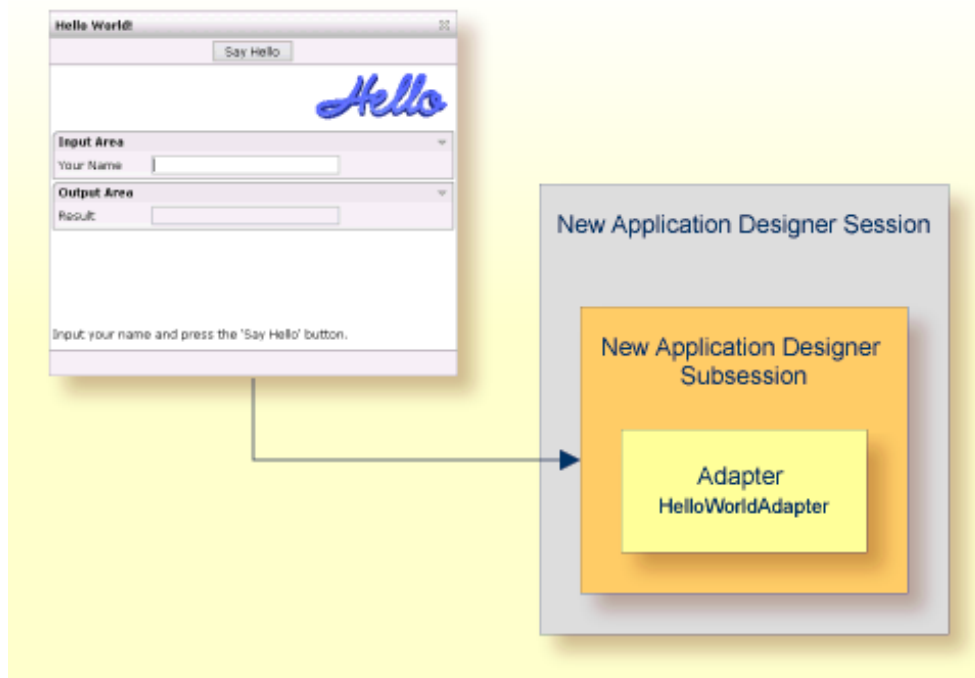 Hello World!
Say Hello
Hello
Input Area
Your Name
Output Area
Result
Input your name and press the 'Say Hello' button.
New Application Designer Session
New Application Designer
Subsession
Adapter
HelloWorldAdapter